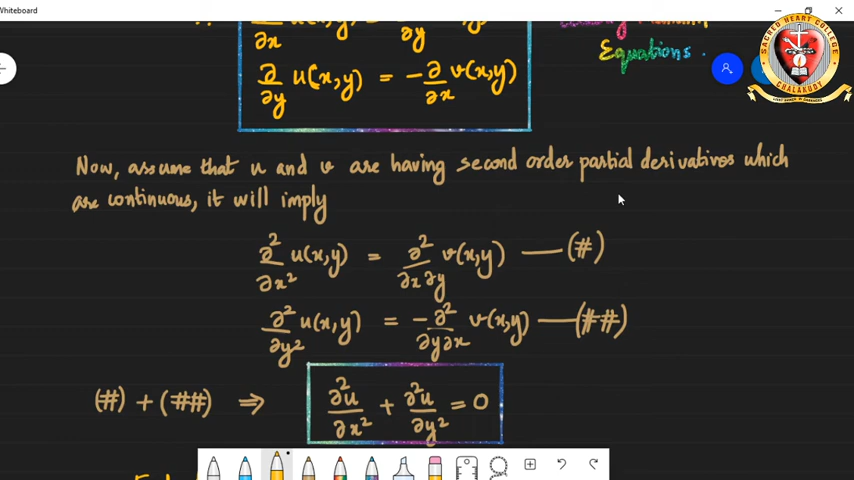 Whiteboard
SACRED HEART COLLEGE
CHALAKUDY
∂/∂x u(x,y) = ∂/∂y
Equations.
∂/∂y u(x,y) = -∂/∂x v(x,y)
Now, assume that u and v are having second order partial derivatives which
are continuous, it will imply
∂²/∂x² u(x,y) = ∂²/∂x∂y v(x,y) — (#)
∂²/∂y² u(x,y) = -∂²/∂y∂x v(x,y) — (##)
(#) + (##) ⇒ ∂²u/∂x² + ∂²u/∂y² = 0